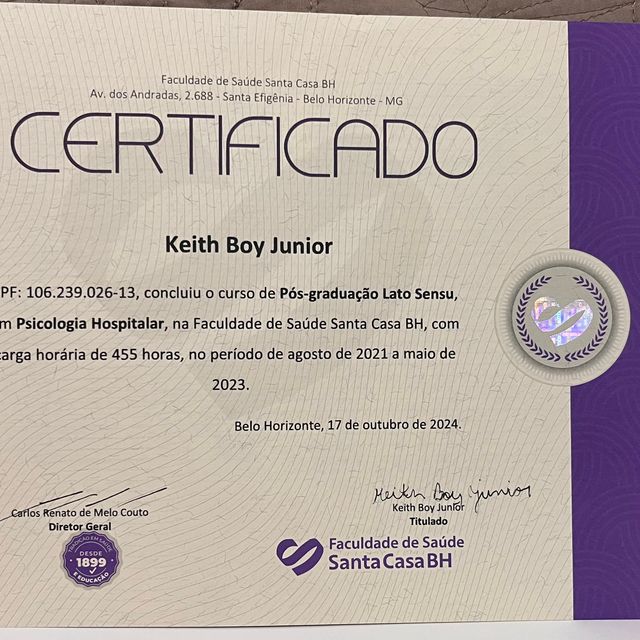 Faculdade de Saúde Santa Casa BH
Av. dos Andradas, 2.688 - Santa Efigênia - Belo Horizonte - MG
CERTIFICADO
Keith Boy Junior
PF: 106.239.026-13, concluiu o curso de Pós-graduação Lato Sensu,
m Psicologia Hospitalar, na Faculdade de Saúde Santa Casa BH, com
arga horária de 455 horas, no período de agosto de 2021 a maio de
2023.
Belo Horizonte, 17 de outubro de 2024.
Keith Boy Junior
Carlos Renato de Melo Couto
Diretor Geral
Keith Boy Junior
Titulado
TRADIÇÃO EM SAÚDE
DESDE
1899
E EDUCAÇÃO
Faculdade de Saúde
Santa Casa BH